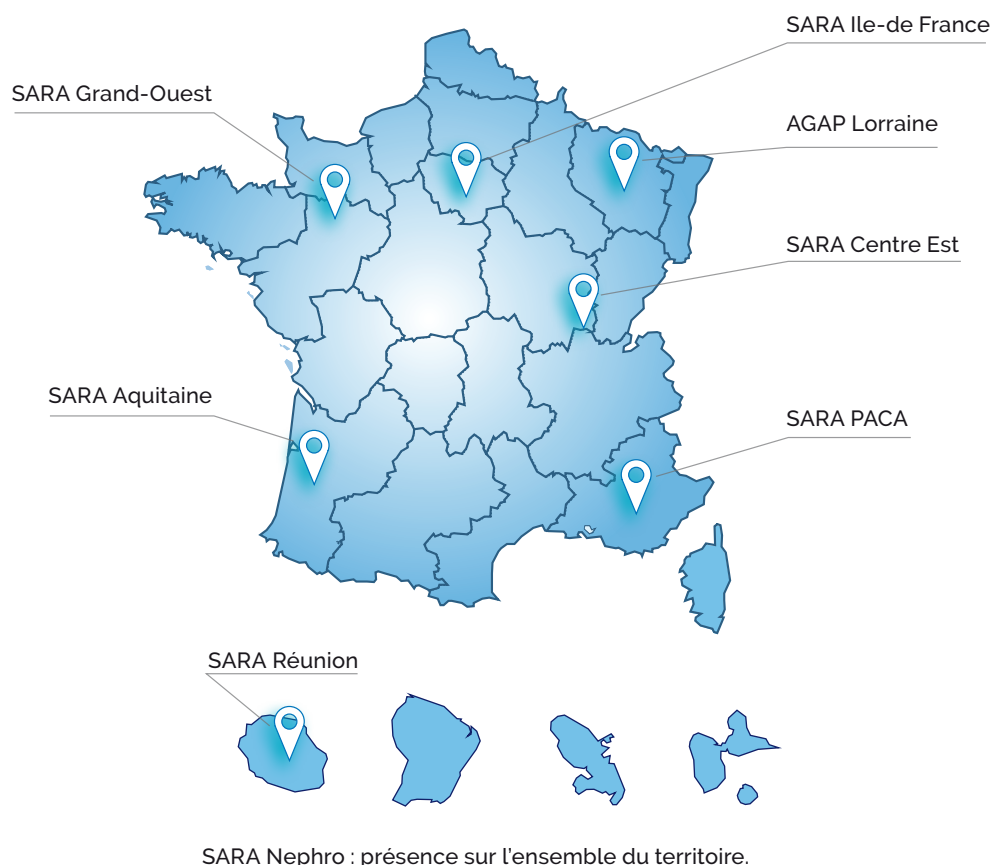 SARA Ile-de France
SARA Grand-Ouest
AGAP Lorraine
SARA Centre Est
SARA Aquitaine
SARA PACA
SARA Réunion
SARA Nephro : présence sur l'ensemble du territoire.